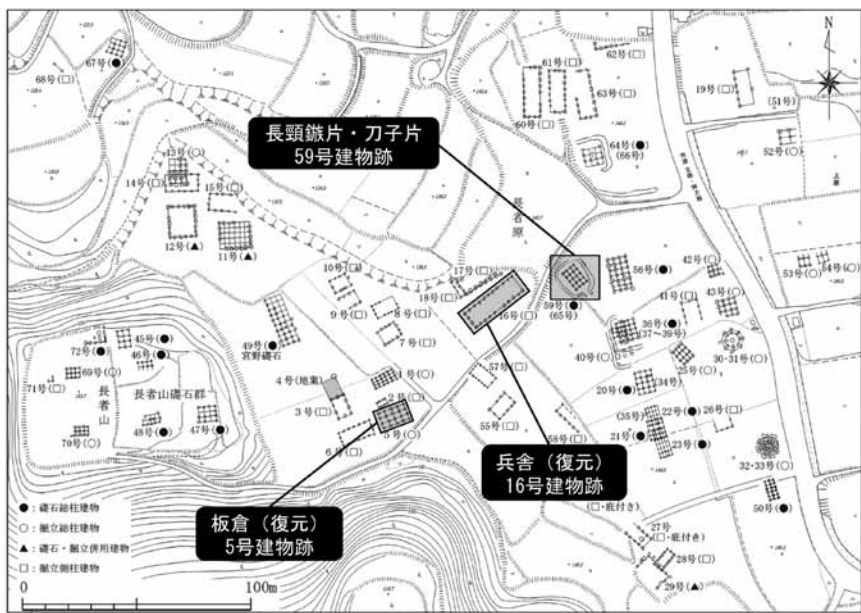 67号(●)
68号(□)
62号(□)
61号(□)
63号(□)
60号(□)
64号(●)
(66号)
19号(□)
(51号)
52号(○)
N
長頸鏃片・刀子片
59号建物跡
13号(○)
14号(□)
15号(□)
12号(▲)
11号(▲)
長者原
53号(○)
54号(○)
10号(□)
9号(□)
8号(□)
7号(□)
17号(□)
18号(□)
16号(□)
59号(●)
(65号)
56号(●)
42号(○)
41号(□)
43号(○)
49号(●)
宮野礎石
36号(●)
(37～39号)
40号(○)
25号(○)
30・31号(○)
45号(●)
46号(●)
72号(●)
69号(○)
71号(□)
長者山
長者山礎石群
48号(●)
47号(●)
70号(○)
4号(地業)
1号(○)
2号(□)
3号(□)
5号(○)
6号(□)
57号(□)
55号(□)
58号(□)
20号(●)
(34号)
(35号)
22号(●)
21号(●)
23号(●)
26号(□)
32・33号(○)
50号(●)
兵舎（復元）
16号建物跡
板倉（復元）
5号建物跡
(□・庇付き)
27号
(□・庇付き)
28号(□)
29号(▲)
●：礎石総柱建物
○：掘立総柱建物
▲：礎石・掘立併用建物
□：掘立側柱建物
0 100m